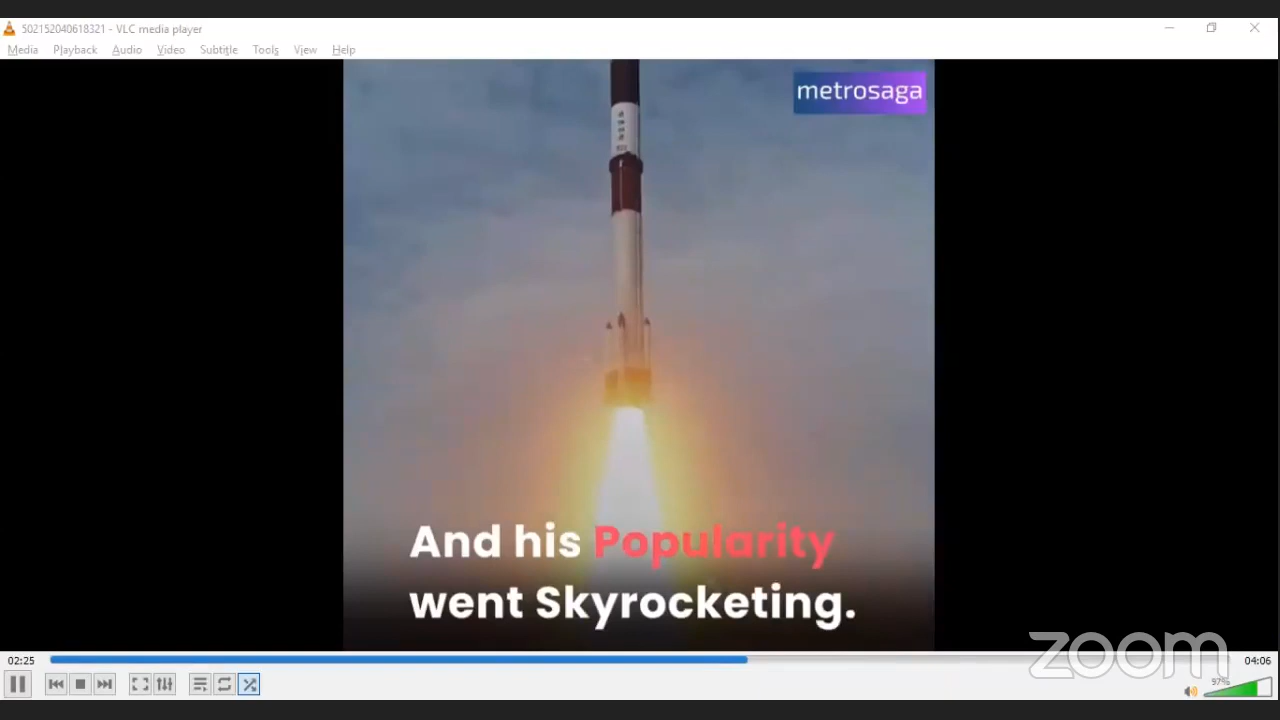 502152040618321 - VLC media player
Media Playback Audio Video Subtitle Tools View Help
metrosaga
And his Popularity
went Skyrocketing.
zoom
02:25
04:06
97%